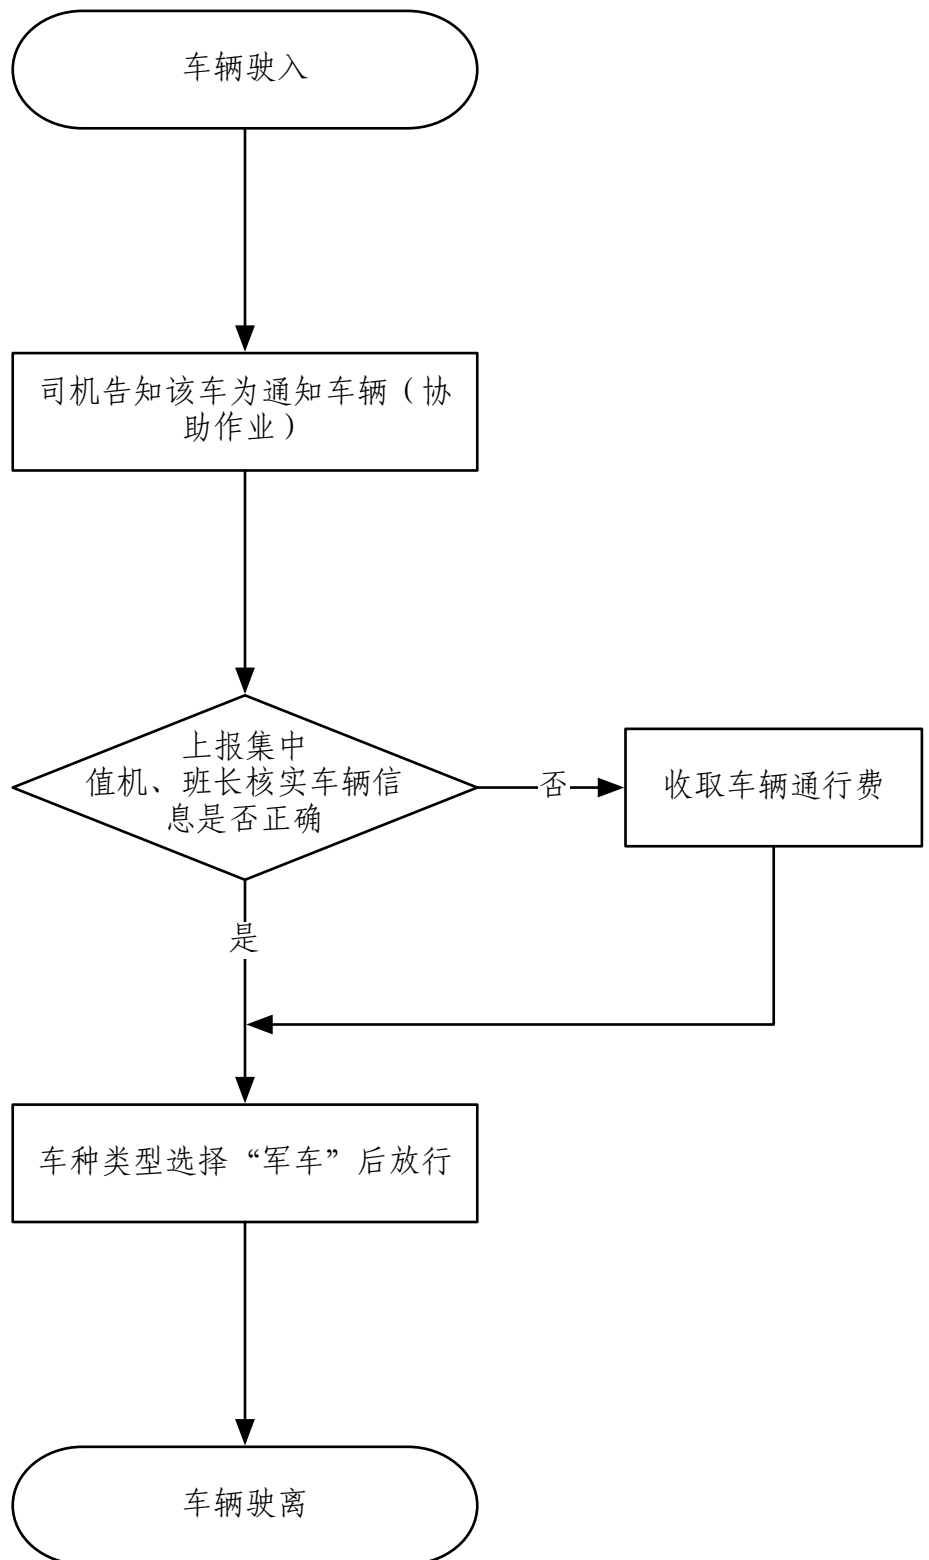 车辆驶入
司机告知该车为通知车辆（协
助作业）
上报集中
值机、班长核实车辆信
息是否正确
否
收取车辆通行费
是
车种类型选择“军车”后放行
车辆驶离